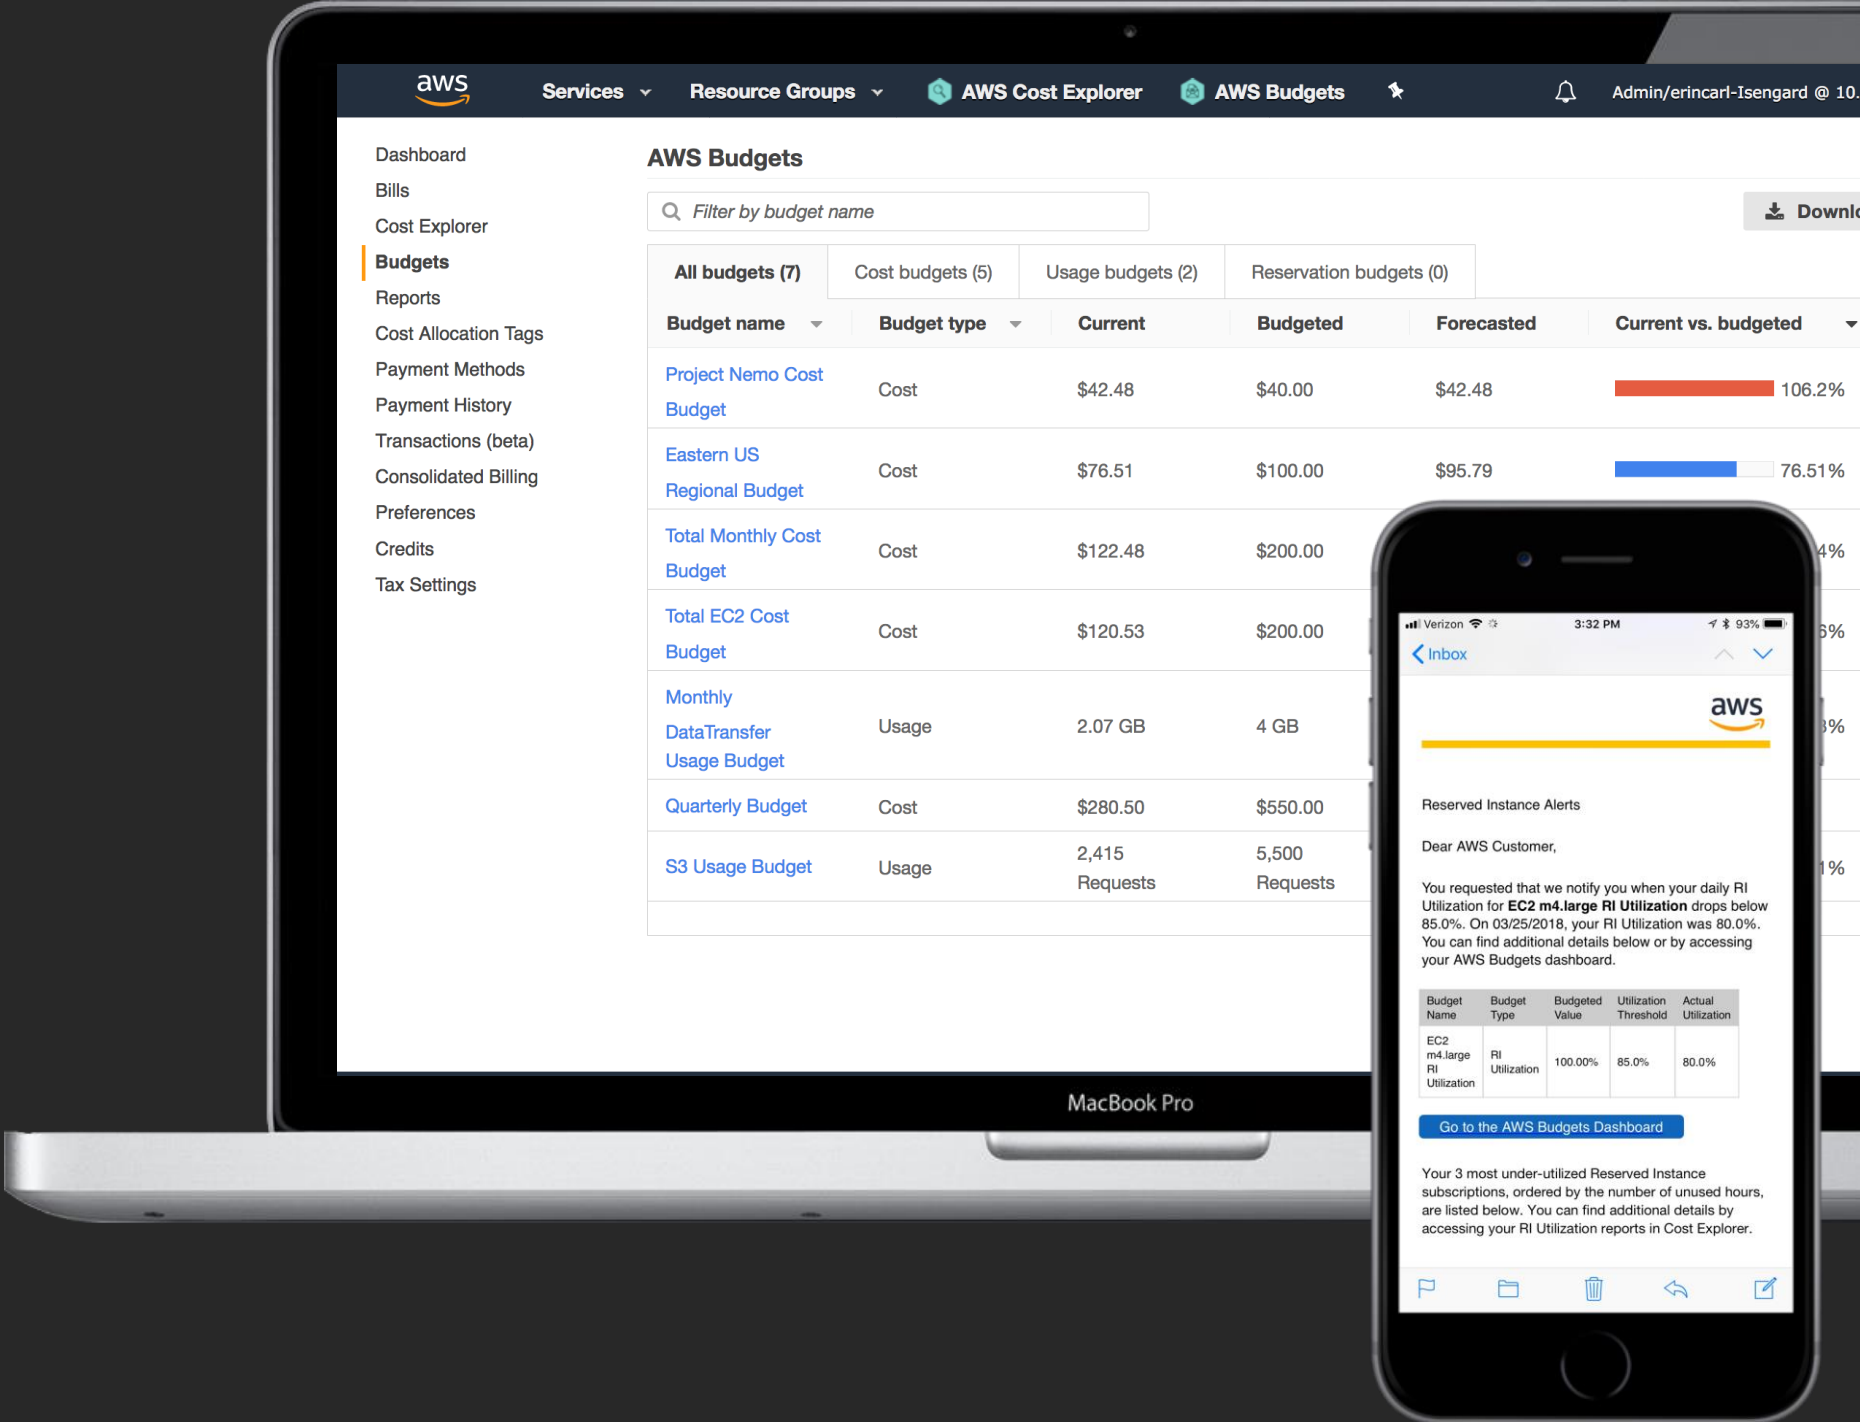 aws
Services
Resource Groups
AWS Cost Explorer
AWS Budgets
Admin/erincarl-Isengard @ 10.
Dashboard
Bills
Cost Explorer
Budgets
Reports
Cost Allocation Tags
Payment Methods
Payment History
Transactions (beta)
Consolidated Billing
Preferences
Credits
Tax Settings
AWS Budgets
Filter by budget name
All budgets (7)
Cost budgets (5)
Usage budgets (2)
Reservation budgets (0)
Budget name Budget type Current Budgeted Forecasted Current vs. budgeted
Project Nemo Cost
Budget
Cost $42.48 $40.00 $42.48 106.2%
Eastern US
Regional Budget
Cost $76.51 $100.00 $95.79 76.51%
Total Monthly Cost
Budget
Cost $122.48 $200.00
Total EC2 Cost
Budget
Cost $120.53 $200.00
Monthly
DataTransfer
Usage Budget
Usage 2.07 GB 4 GB
Quarterly Budget Cost $280.50 $550.00
S3 Usage Budget Usage
2,415
Requests
5,500
Requests
MacBook Pro
Verizon 3:32 PM 93%
Inbox
aws
Reserved Instance Alerts
Dear AWS Customer,
You requested that we notify you when your daily RI
Utilization for EC2 m4.large RI Utilization drops below
85.0%. On 03/25/2018, your RI Utilization was 80.0%.
You can find additional details below or by accessing
your AWS Budgets dashboard.
Budget Budget Budgeted Utilization Actual
Name Type Value Threshold Utilization
EC2
m4.large
RI
Utilization
RI
Utilization
100.00% 85.0% 80.0%
Go to the AWS Budgets Dashboard
Your 3 most under-utilized Reserved Instance
subscriptions, ordered by the number of unused hours,
are listed below. You can find additional details by
accessing your RI Utilization reports in Cost Explorer.